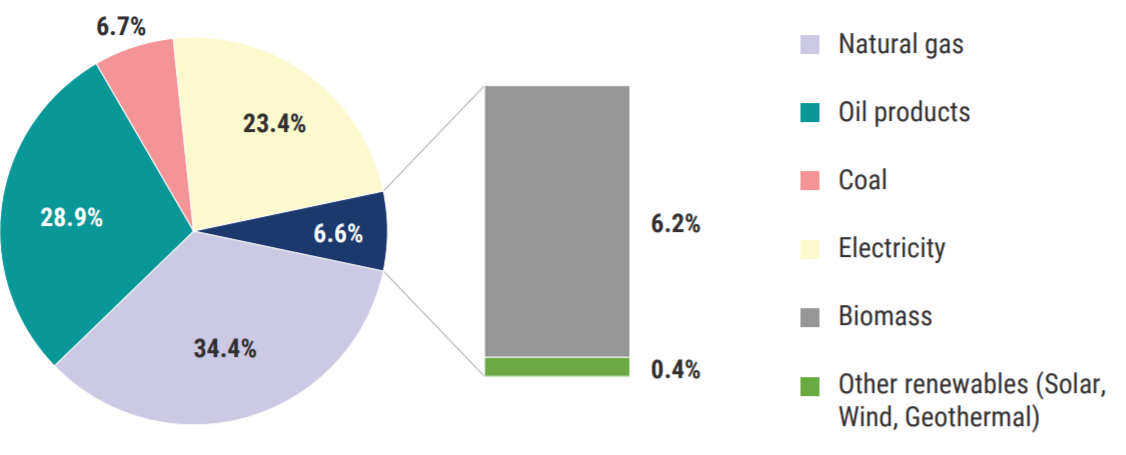 6.7%
23.4%
28.9%
6.6%
34.4%
6.2%
0.4%
Natural gas
Oil products
Coal
Electricity
Biomass
Other renewables (Solar,
Wind, Geothermal)